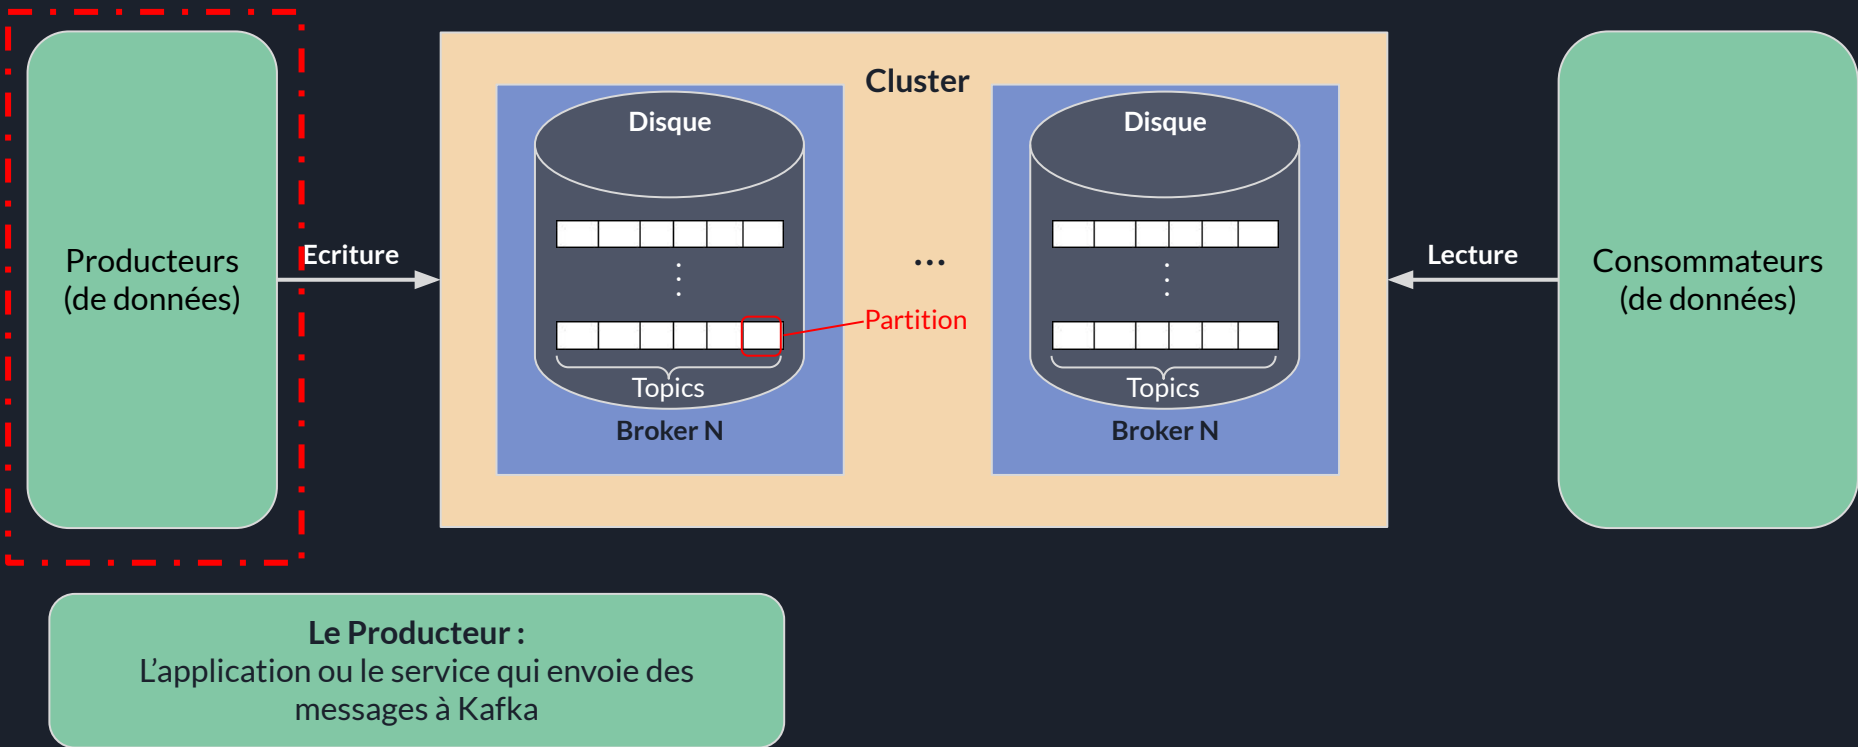 Cluster
Disque
Disque
Producteurs
(de données)
Ecriture
...
Lecture
Consommateurs
(de données)
Partition
Topics
Topics
Broker N
Broker N
Le Producteur :
L'application ou le service qui envoie des
messages à Kafka